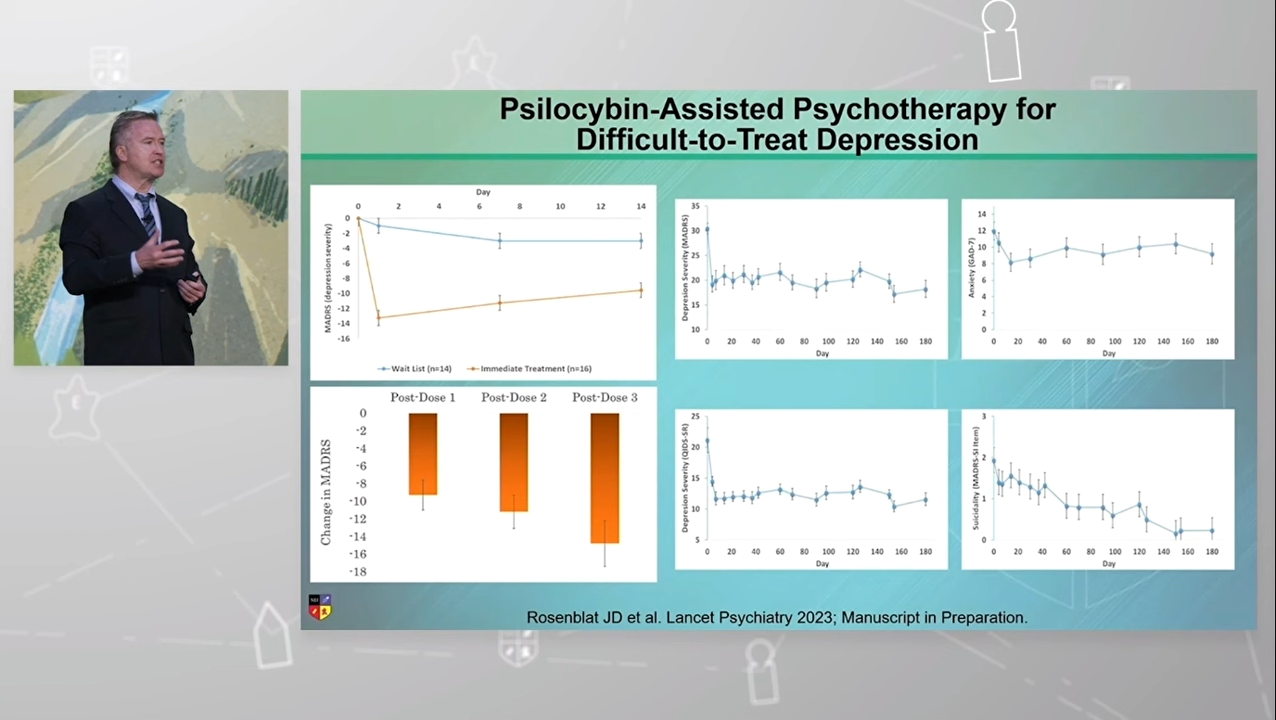 Psilocybin-Assisted Psychotherapy for
Difficult-to-Treat Depression
Day
0 2 4 6 8 10 12 14
MADRS (depression severity)
0
-2
-4
-6
-8
-10
-12
-14
-16
Wait List (n=14) Immediate Treatment (n=16)
Depression Severity (MADRS)
35
30
25
20
15
10
0 20 40 60 80 100 120 140 160 180
Day
Anxiety (GAD-7)
14
12
10
8
6
4
2
0
0 20 40 60 80 100 120 140 160 180
Day
Post-Dose 1 Post-Dose 2 Post-Dose 3
Change in MADRS
0
-2
-4
-6
-8
-10
-12
-14
-16
-18
Depression Severity (QIDS-SR)
25
20
15
10
5
0 20 40 60 80 100 120 140 160 180
Day
Suicidality (MADRS-SI Item)
3
2
1
0
0 20 40 60 80 100 120 140 160 180
Day
Rosenblat JD et al. Lancet Psychiatry 2023; Manuscript in Preparation.